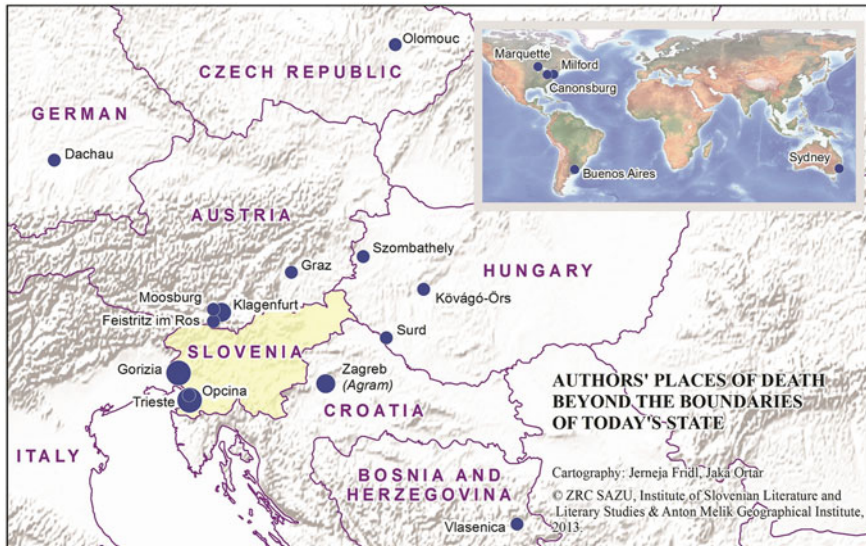 Olomouc
CZECH REPUBLIC
GERMAN
Dachau
AUSTRIA
Marquette
Milford
Canonsburg
Buenos Aires
Sydney
Szombathely
Graz
HUNGARY
Moosburg
Klagenfurt
Kövágó-Örs
Feistritz im Ros
SLOVENIA
Surd
Gorizia
Zagreb
(Agram)
Opcina
Trieste
CROATIA
ITALY
BOSNIA AND
HERZEGOVINA
Vlasenica
AUTHORS' PLACES OF DEATH
BEYOND THE BOUNDARIES
OF TODAY'S STATE
Cartography: Jerneja Fridl, Jaka Ortar
© ZRC SAZU, Institute of Slovenian Literature and
Literary Studies & Anton Melik Geographical Institute,
2013.